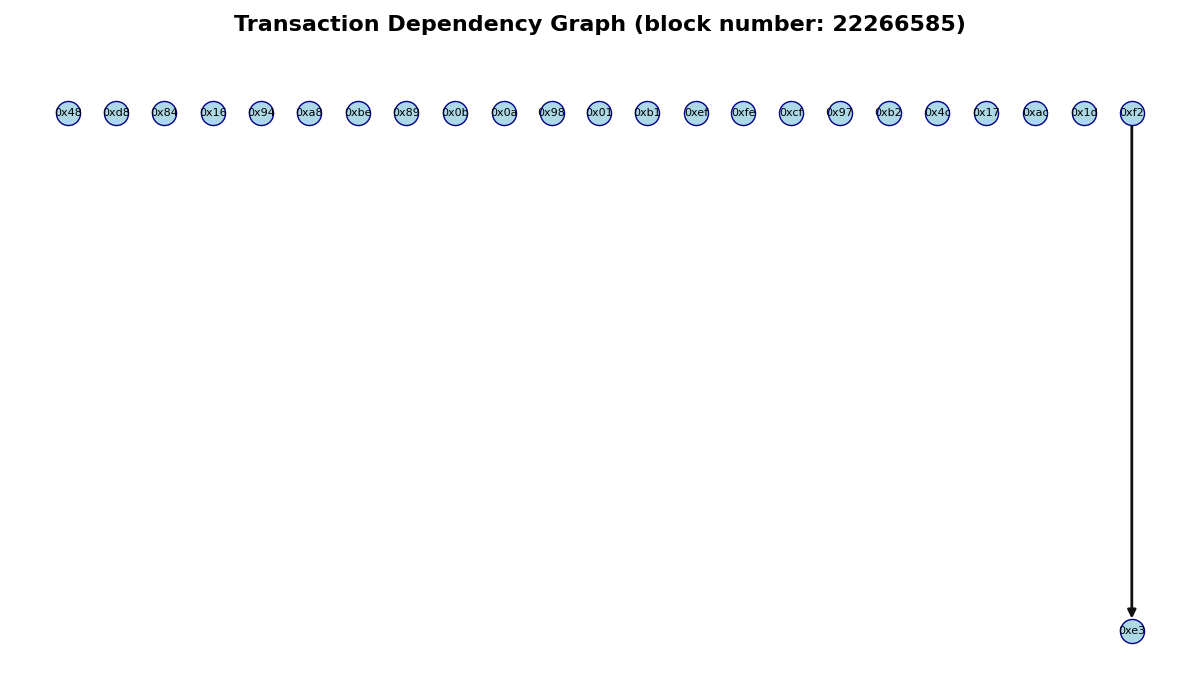 Transaction Dependency Graph (block number: 22266585)
0x48 0xd8 0x84 0x16 0x94 0xa8 0xbe 0x89 0x0b 0x0a 0x98 0x01 0xb1 0xef 0xfe 0xcf 0x97 0xb2 0x4c 0x17 0xac 0x1d 0xf2
0xe3